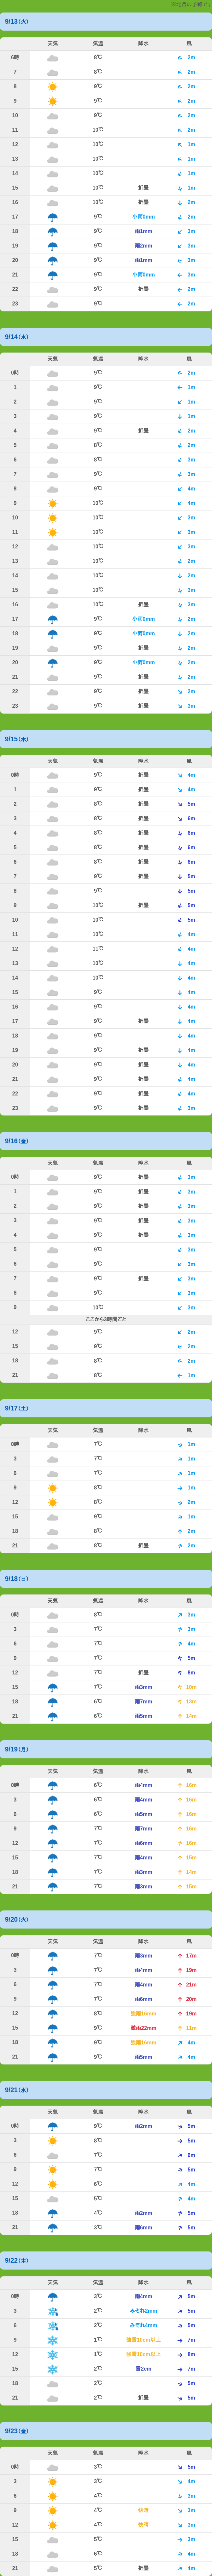 9/13(火)
天気 気温 降水 風
6時 8℃ 2m
7 8℃ 2m
8 9℃ 2m
9 9℃ 2m
10 9℃ 2m
11 10℃ 2m
12 10℃ 1m
13 10℃ 1m
14 10℃ 1m
15 10℃ 折畳 1m
16 10℃ 折畳 2m
17 9℃ 小雨0mm 2m
18 9℃ 雨1mm 3m
19 9℃ 雨2mm 3m
20 9℃ 雨1mm 3m
21 9℃ 小雨0mm 3m
22 9℃ 折畳 2m
23 9℃ 2m
9/14(水)
天気 気温 降水 風
0時 9℃ 2m
1 9℃ 1m
2 9℃ 1m
3 9℃ 1m
4 9℃ 折畳 2m
5 8℃ 2m
6 8℃ 3m
7 9℃ 3m
8 9℃ 4m
9 10℃ 4m
10 10℃ 3m
11 10℃ 3m
12 10℃ 3m
13 10℃ 2m
14 10℃ 2m
15 10℃ 3m
16 10℃ 折畳 3m
17 9℃ 小雨0mm 2m
18 9℃ 小雨0mm 2m
19 9℃ 折畳 2m
20 9℃ 小雨0mm 2m
21 9℃ 折畳 2m
22 9℃ 折畳 2m
23 9℃ 折畳 3m
9/15(木)
天気 気温 降水 風
0時 9℃ 折畳 4m
1 9℃ 折畳 4m
2 8℃ 折畳 5m
3 8℃ 折畳 6m
4 8℃ 折畳 6m
5 8℃ 折畳 6m
6 8℃ 折畳 6m
7 9℃ 折畳 5m
8 9℃ 5m
9 10℃ 折畳 5m
10 10℃ 5m
11 10℃ 4m
12 11℃ 4m
13 10℃ 4m
14 10℃ 4m
15 9℃ 4m
16 9℃ 4m
17 9℃ 折畳 4m
18 9℃ 4m
19 9℃ 折畳 4m
20 9℃ 折畳 4m
21 9℃ 折畳 4m
22 9℃ 折畳 4m
23 9℃ 折畳 3m
9/16(金)
天気 気温 降水 風
0時 9℃ 折畳 3m
1 9℃ 折畳 3m
2 9℃ 折畳 3m
3 9℃ 折畳 3m
4 9℃ 折畳 3m
5 9℃ 3m
6 9℃ 3m
7 9℃ 折畳 3m
8 9℃ 3m
9 10℃ 3m
ここから3時間ごと
12 9℃ 2m
15 9℃ 2m
18 8℃ 2m
21 8℃ 1m
9/17(土)
天気 気温 降水 風
0時 7℃ 1m
3 7℃ 1m
6 7℃ 1m
9 8℃ 1m
12 8℃ 2m
15 9℃ 1m
18 8℃ 2m
21 8℃ 折畳 2m
9/18(日)
天気 気温 降水 風
0時 8℃ 3m
3 7℃ 3m
6 7℃ 4m
9 7℃ 5m
12 7℃ 折畳 8m
15 7℃ 雨3mm 10m
18 7℃ 雨7mm 13m
21 6℃ 雨5mm 14m
9/19(月)
天気 気温 降水 風
0時 6℃ 雨4mm 16m
3 6℃ 雨4mm 16m
6 6℃ 雨5mm 16m
9 7℃ 雨7mm 16m
12 7℃ 雨6mm 16m
15 7℃ 雨4mm 15m
18 7℃ 雨3mm 14m
21 7℃ 雨3mm 15m
9/20(火)
天気 気温 降水 風
0時 7℃ 雨3mm 17m
3 7℃ 雨4mm 19m
6 7℃ 雨4mm 21m
9 7℃ 雨6mm 20m
12 8℃ 強雨16mm 19m
15 9℃ 激雨22mm 11m
18 9℃ 強雨16mm 4m
21 9℃ 雨5mm 4m
9/21(水)
天気 気温 降水 風
0時 9℃ 雨2mm 5m
3 8℃ 5m
6 7℃ 6m
9 7℃ 5m
12 6℃ 4m
15 5℃ 4m
18 4℃ 雨2mm 5m
21 3℃ 雨6mm 5m
9/22(木)
天気 気温 降水 風
0時 3℃ 雨4mm 5m
3 2℃ みぞれ2mm 5m
6 2℃ みぞれ4mm 5m
9 1℃ 強雪10cm以上 7m
12 1℃ 強雪10cm以上 8m
15 2℃ 雪2cm 7m
18 2℃ 5m
21 2℃ 折畳 5m
9/23(金)
天気 気温 降水 風
0時 3℃ 5m
3 3℃ 4m
6 3℃ 3m
9 4℃ 快晴 3m
12 4℃ 快晴 3m
15 5℃ 3m
18 6℃ 4m
21 5℃ 折畳 4m